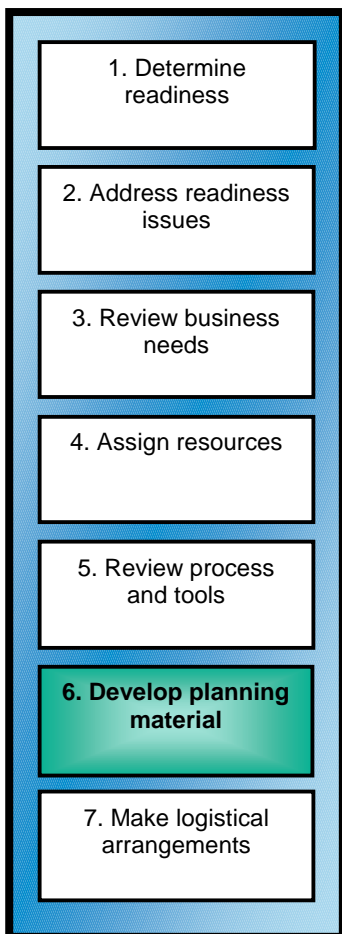 1. Determine
readiness
2. Address readiness
issues
3. Review business
needs
4. Assign resources
5. Review process
and tools
6. Develop planning
material
7. Make logistical
arrangements